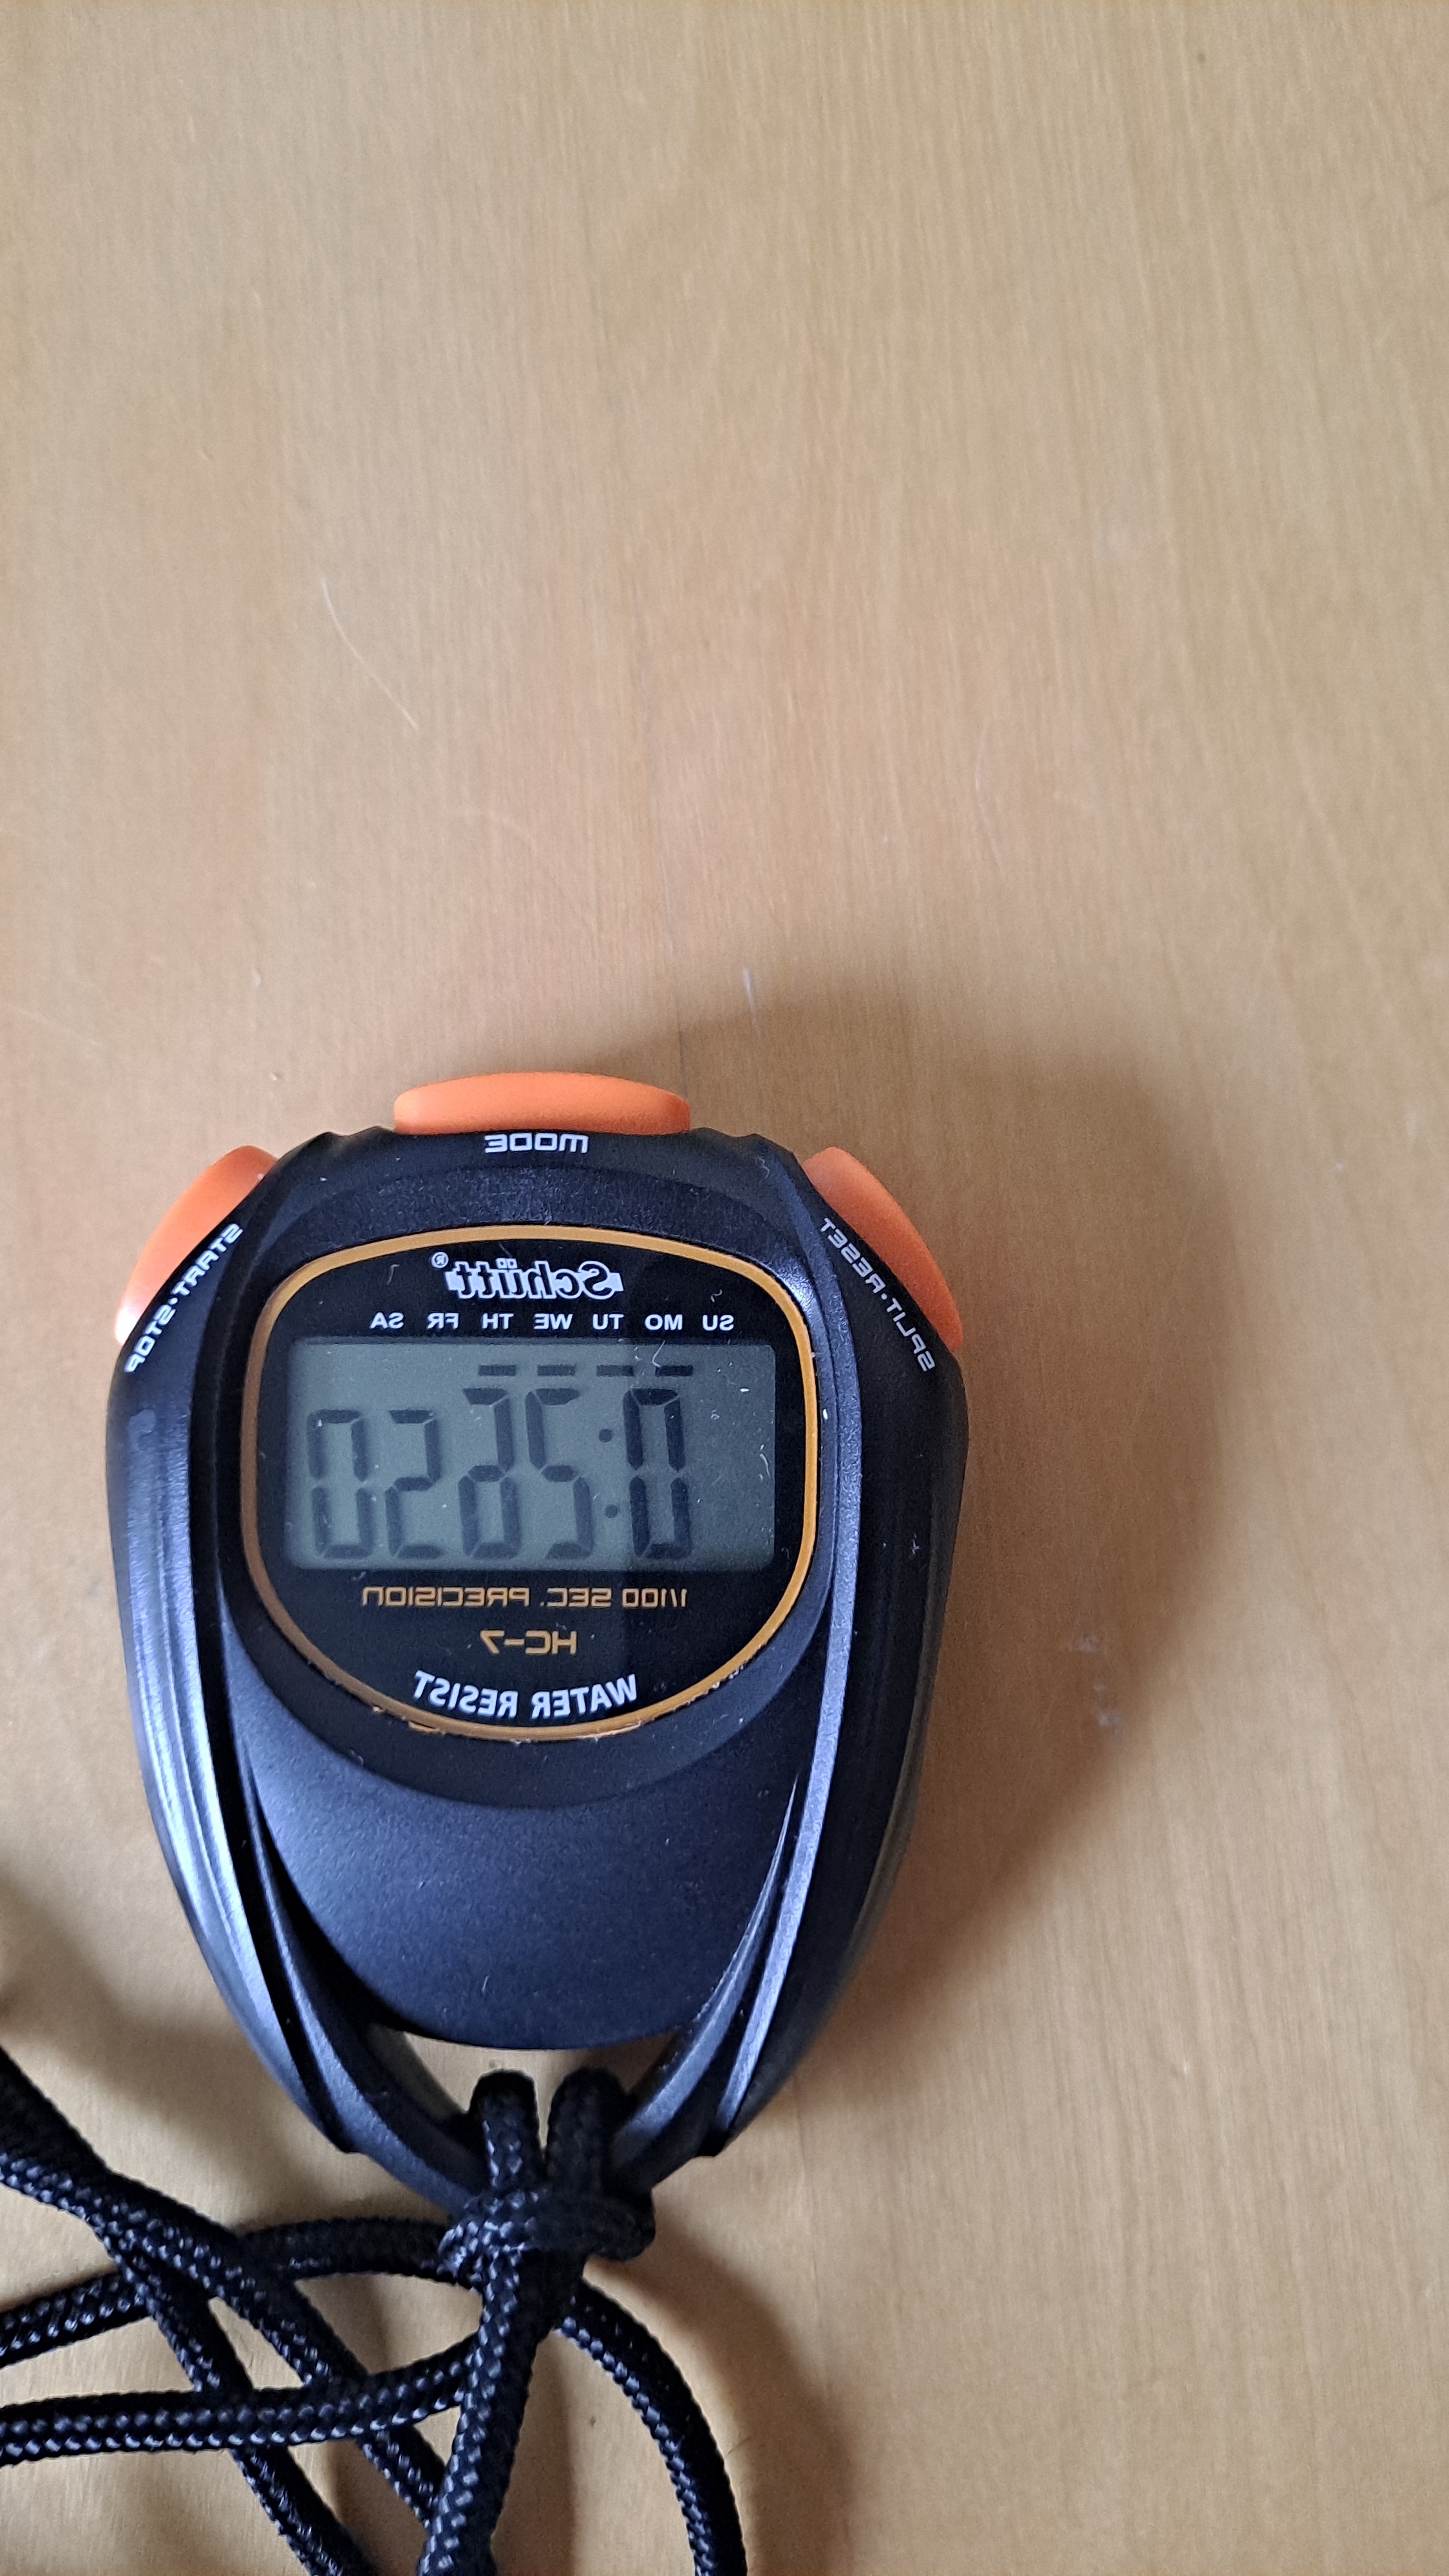 MODE
START·STOP
SPLIT·RESET
Schütt®
SU MO TU WE TH FR SA
1/100 SEC. PRECISION
HC-7
WATER RESIST